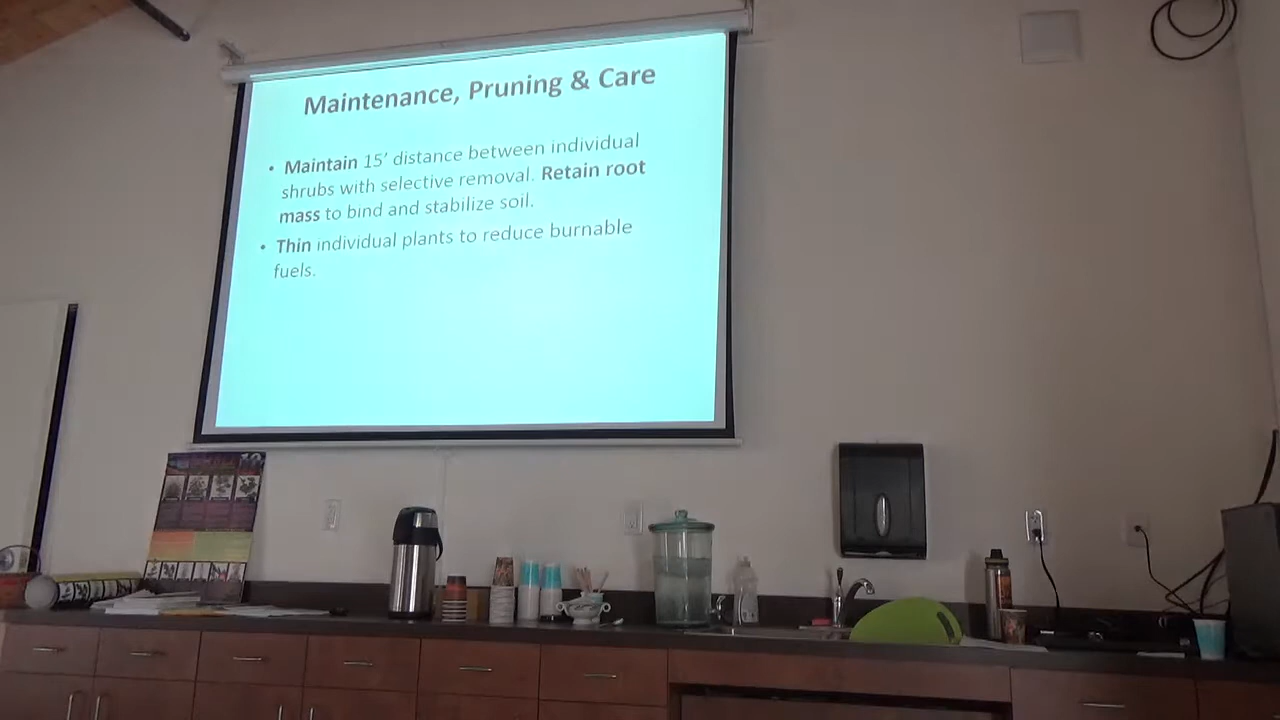 Maintenance, Pruning & Care
• Maintain 15’ distance between individual
shrubs with selective removal. Retain root
mass to bind and stabilize soil.
• Thin individual plants to reduce burnable
fuels.